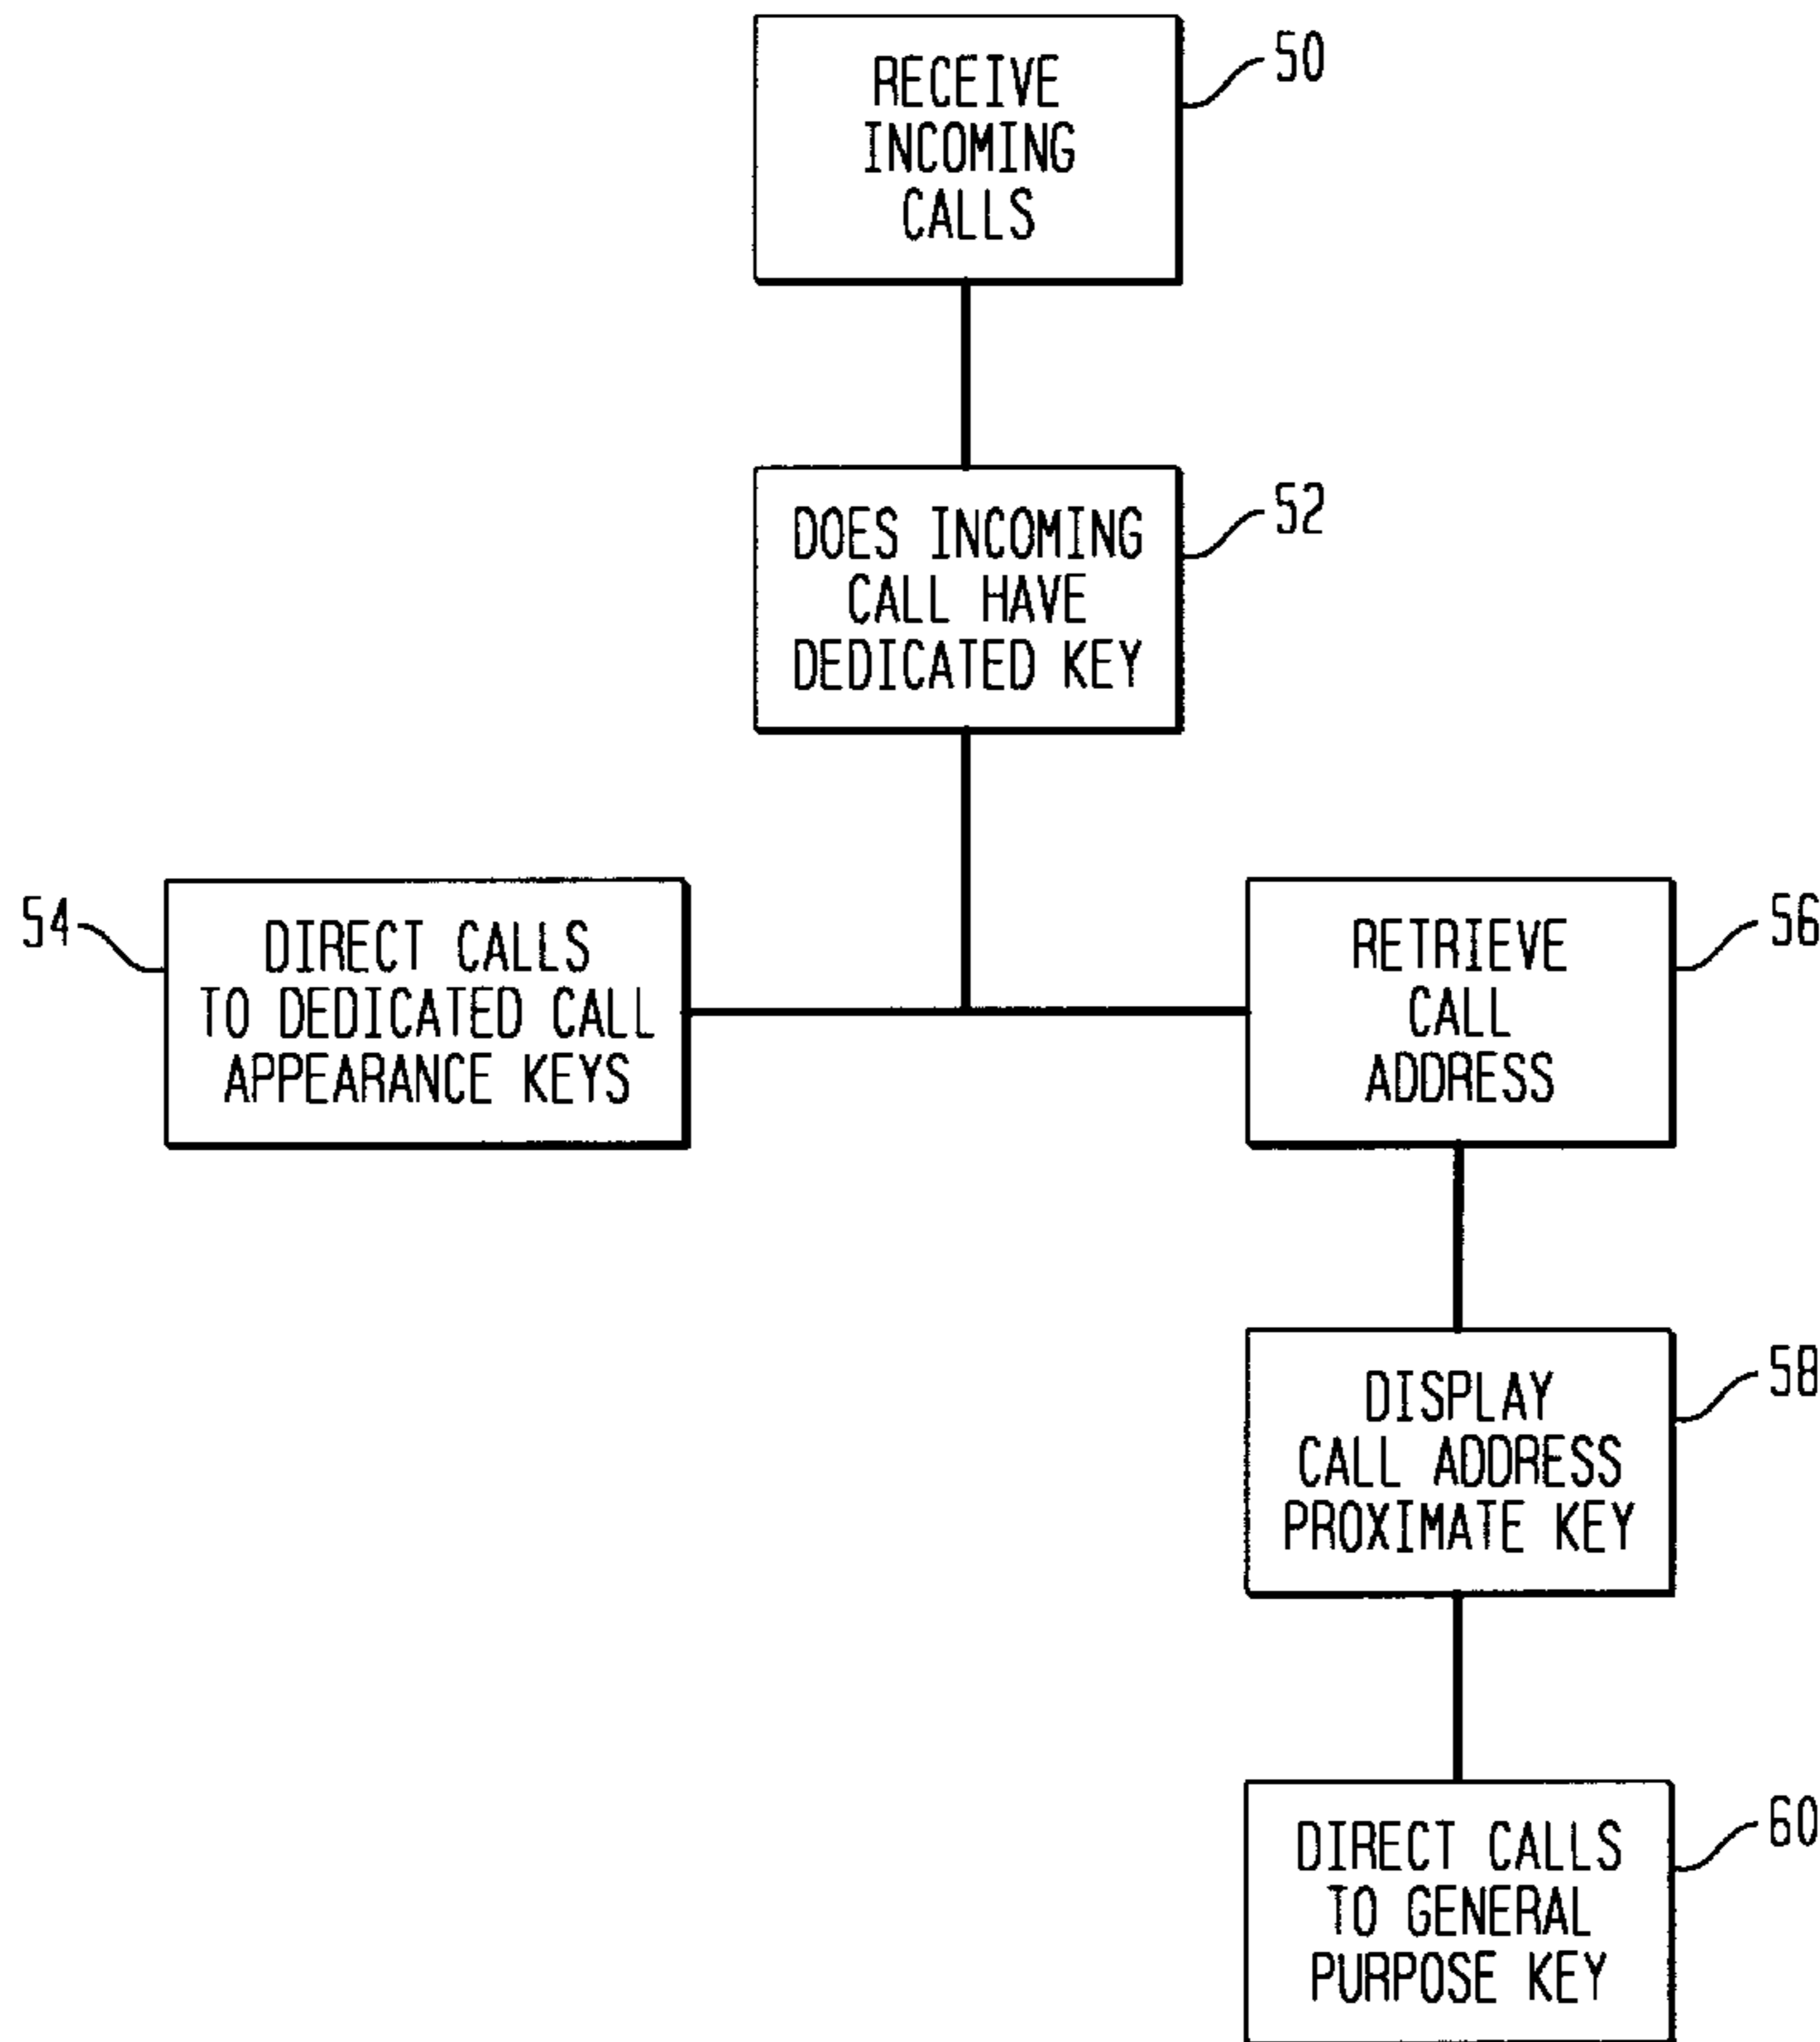 RECEIVE
INCOMING
CALLS
50
DOES INCOMING
CALL HAVE
DEDICATED KEY
52
54
DIRECT CALLS
TO DEDICATED CALL
APPEARANCE KEYS
RETRIEVE
CALL
ADDRESS
56
DISPLAY
CALL ADDRESS
PROXIMATE KEY
58
DIRECT CALLS
TO GENERAL
PURPOSE KEY
60